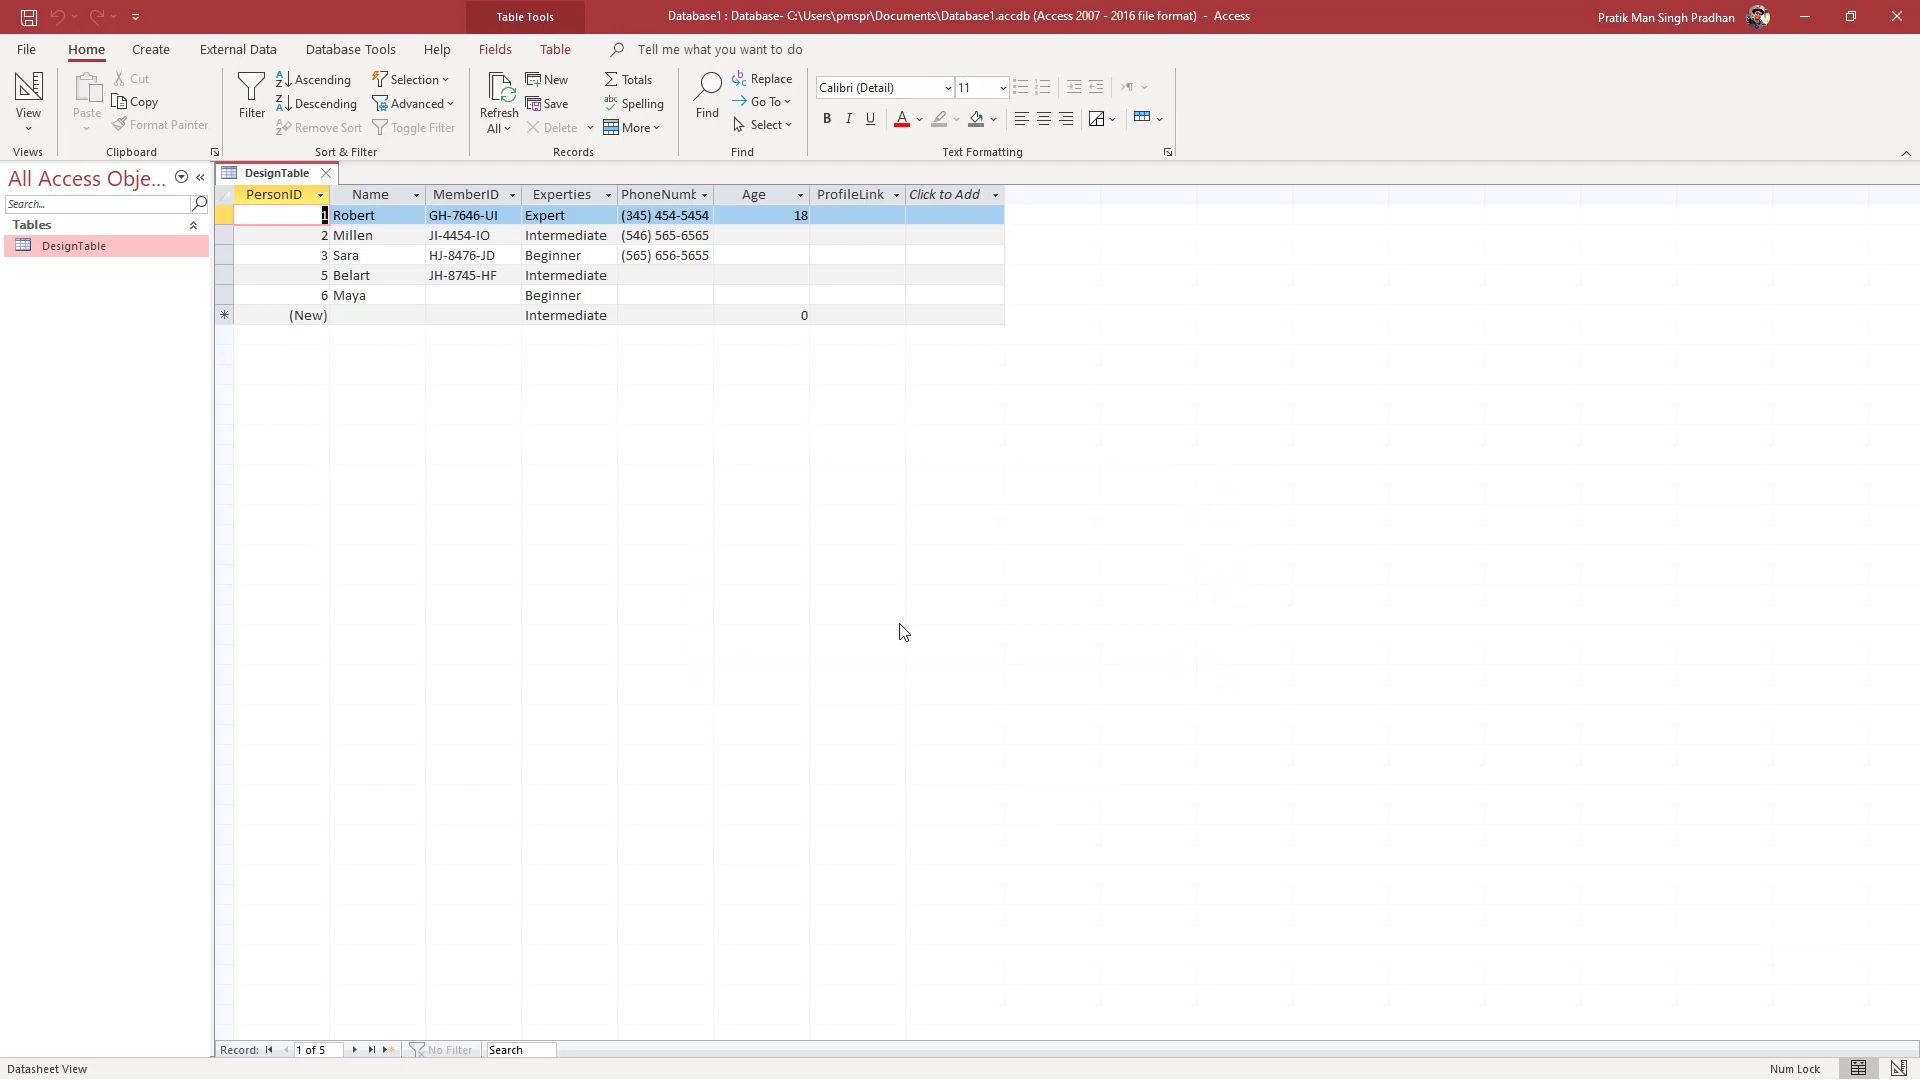 Table Tools
Database1 : Database- C:\Users\pmspr\Documents\Database1.accdb (Access 2007 - 2016 file format) - Access
Pratik Man Singh Pradhan
File Home Create External Data Database Tools Help Fields Table Tell me what you want to do
View
Views
Paste
Cut
Copy
Format Painter
Clipboard
Filter
Ascending
Descending
Remove Sort
Selection
Advanced
Toggle Filter
Sort & Filter
Refresh
All
New
Save
Delete
Totals
Spelling
More
Records
Find
Replace
Go To
Select
Find
Calibri (Detail) 11
B I U A
Text Formatting
All Access Obje...
Search...
Tables
DesignTable
DesignTable
PersonID Name MemberID Experties PhoneNumb Age ProfileLink Click to Add
1 Robert GH-7646-UI Expert (345) 454-5454 18
2 Millen JI-4454-IO Intermediate (546) 565-6565
3 Sara HJ-8476-JD Beginner (565) 656-5655
5 Belart JH-8745-HF Intermediate
6 Maya Beginner
(New) Intermediate 0
Record: 1 of 5 No Filter Search
Datasheet View
Num Lock